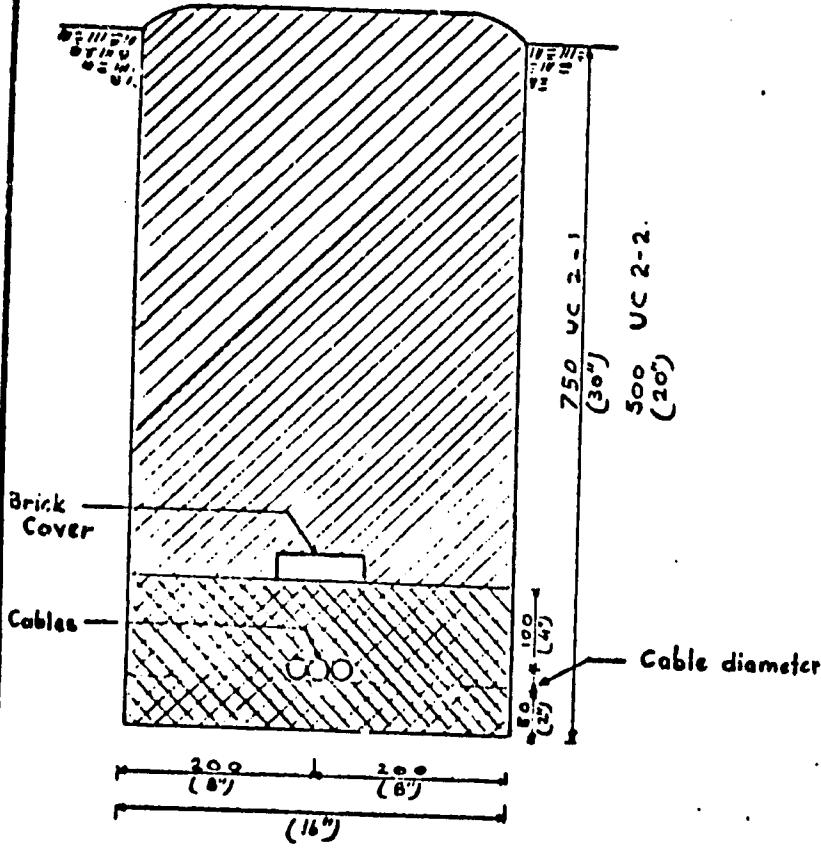 750 UC 2-1
(30")
500 UC 2-2.
(20")
Brick
Cover
Cables
100
(4")
Cable diameter
50
(2")
200
(8")
200
(8")
(16")